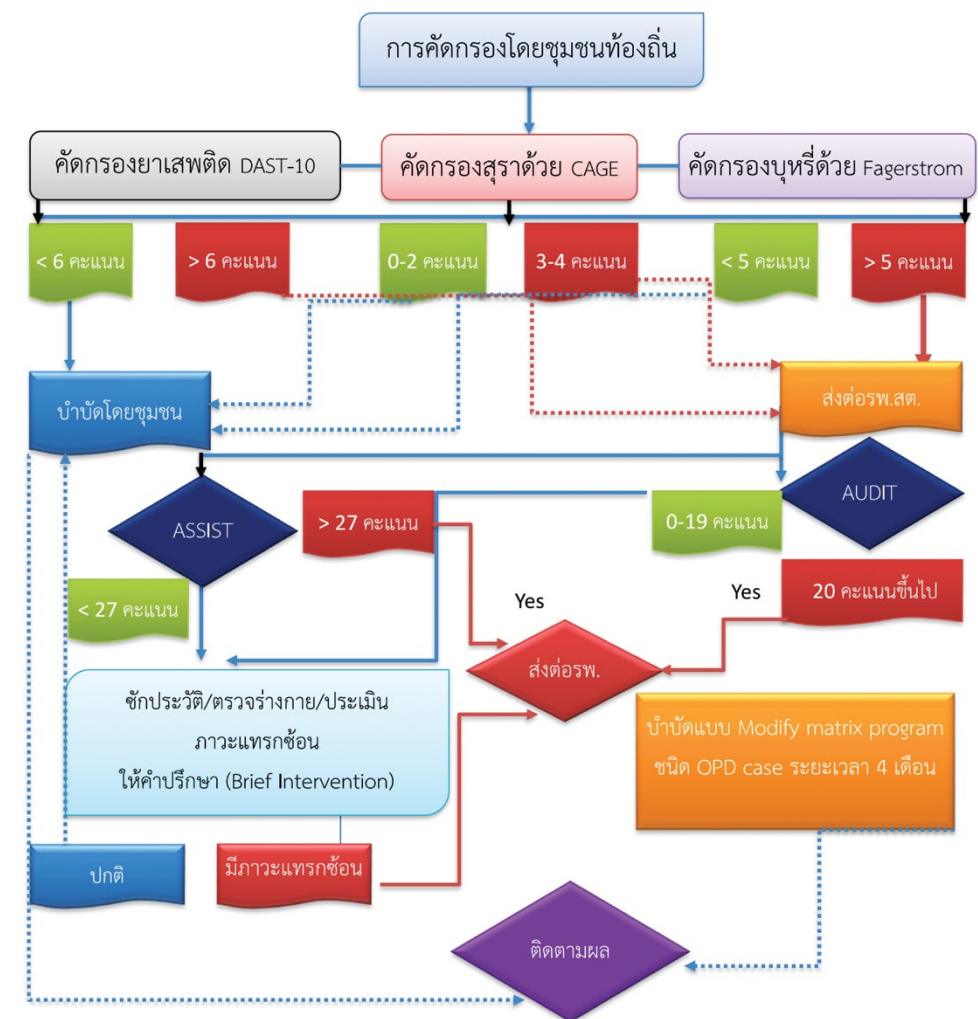 การคัดกรองโดยชุมชนท้องถิ่น
คัดกรองยาเสพติด DAST-10
คัดกรองสุราด้วย CAGE
คัดกรองบุหรี่ด้วย Fagerstrom
< 6 คะแนน
> 6 คะแนน
0-2 คะแนน
3-4 คะแนน
< 5 คะแนน
> 5 คะแนน
บำบัดโดยชุมชน
ส่งต่อรพ.สต.
ASSIST
> 27 คะแนน
0-19 คะแนน
AUDIT
< 27 คะแนน
Yes
Yes
20 คะแนนขึ้นไป
ส่งต่อรพ.
ซักประวัติ/ตรวจร่างกาย/ประเมิน
ภาวะแทรกซ้อน
ให้คำปรึกษา (Brief Intervention)
บำบัดแบบ Modify matrix program
ชนิด OPD case ระยะเวลา 4 เดือน
ปกติ
มีภาวะแทรกซ้อน
ติดตามผล